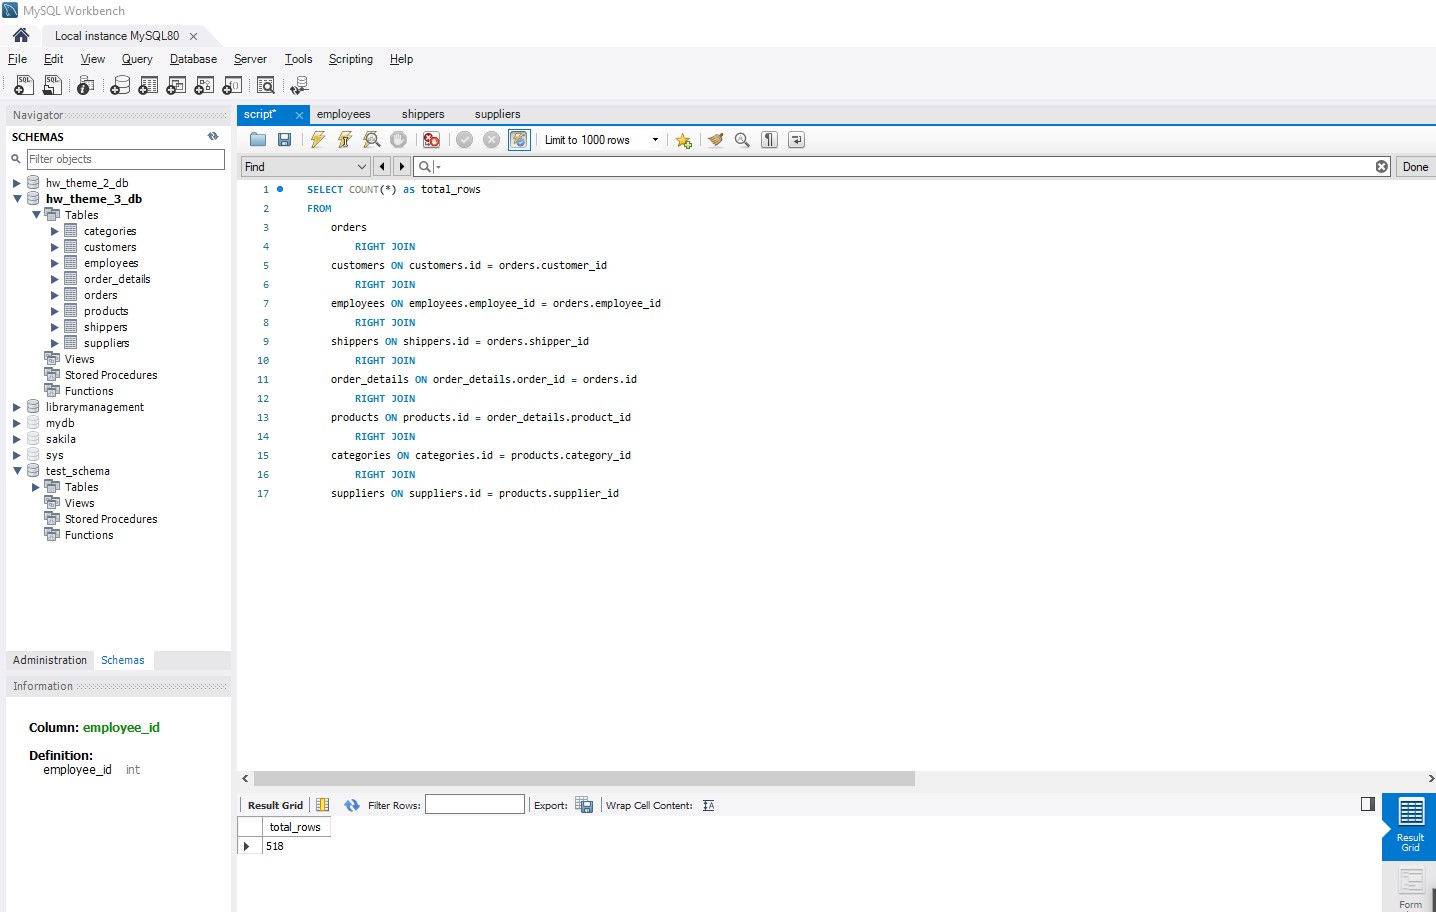 MySQL Workbench
Local instance MySQL80
File Edit View Query Database Server Tools Scripting Help
Navigator
SCHEMAS
Filter objects
hw_theme_2_db
hw_theme_3_db
Tables
categories
customers
employees
order_details
orders
products
shippers
suppliers
Views
Stored Procedures
Functions
librarymanagement
mydb
sakila
sys
test_schema
Tables
Views
Stored Procedures
Functions
Administration Schemas
Information
Column: employee_id
Definition:
employee_id int
script* employees shippers suppliers
Limit to 1000 rows
Find Done
1 SELECT COUNT(*) as total_rows
2 FROM
3 orders
4 RIGHT JOIN
5 customers ON customers.id = orders.customer_id
6 RIGHT JOIN
7 employees ON employees.employee_id = orders.employee_id
8 RIGHT JOIN
9 shippers ON shippers.id = orders.shipper_id
10 RIGHT JOIN
11 order_details ON order_details.order_id = orders.id
12 RIGHT JOIN
13 products ON products.id = order_details.product_id
14 RIGHT JOIN
15 categories ON categories.id = products.category_id
16 RIGHT JOIN
17 suppliers ON suppliers.id = products.supplier_id
Result Grid Filter Rows: Export: Wrap Cell Content:
total_rows
518
Result
Grid
Form